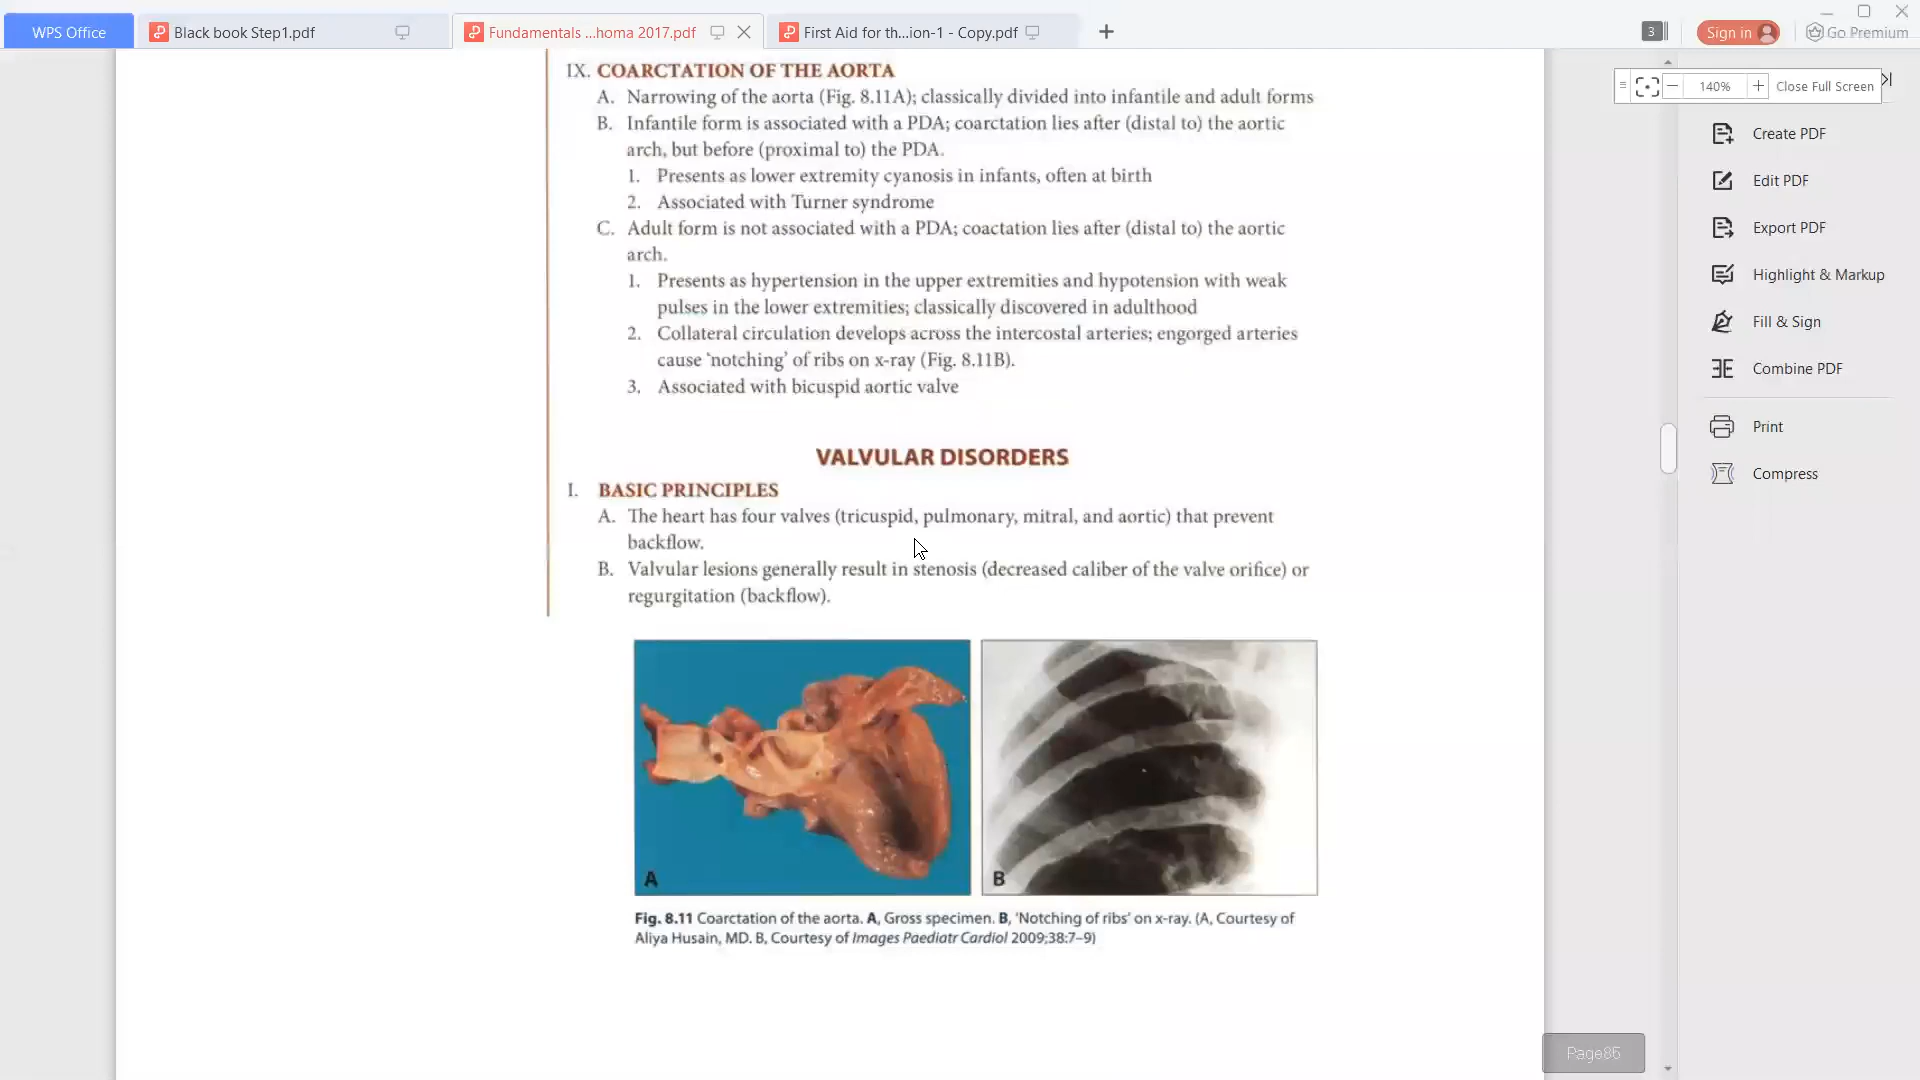 WPS Office
Black book Step1.pdf
Fundamentals ...homa 2017.pdf
First Aid for th...ion-1 - Copy.pdf
3
Sign in
Go Premium
140%
Close Full Screen
Create PDF
Edit PDF
Export PDF
Highlight & Markup
Fill & Sign
Combine PDF
Print
Compress
IX. COARCTATION OF THE AORTA
A. Narrowing of the aorta (Fig. 8.11A); classically divided into infantile and adult forms
B. Infantile form is associated with a PDA; coarctation lies after (distal to) the aortic
arch, but before (proximal to) the PDA.
1. Presents as lower extremity cyanosis in infants, often at birth
2. Associated with Turner syndrome
C. Adult form is not associated with a PDA; coactation lies after (distal to) the aortic
arch.
1. Presents as hypertension in the upper extremities and hypotension with weak
pulses in the lower extremities; classically discovered in adulthood
2. Collateral circulation develops across the intercostal arteries; engorged arteries
cause 'notching' of ribs on x-ray (Fig. 8.11B).
3. Associated with bicuspid aortic valve
VALVULAR DISORDERS
I. BASIC PRINCIPLES
A. The heart has four valves (tricuspid, pulmonary, mitral, and aortic) that prevent
backflow.
B. Valvular lesions generally result in stenosis (decreased caliber of the valve orifice) or
regurgitation (backflow).
A
B
Fig. 8.11 Coarctation of the aorta. A, Gross specimen. B, 'Notching of ribs' on x-ray. (A, Courtesy of
Aliya Husain, MD. B, Courtesy of Images Paediatr Cardiol 2009;38:7–9)
Page86